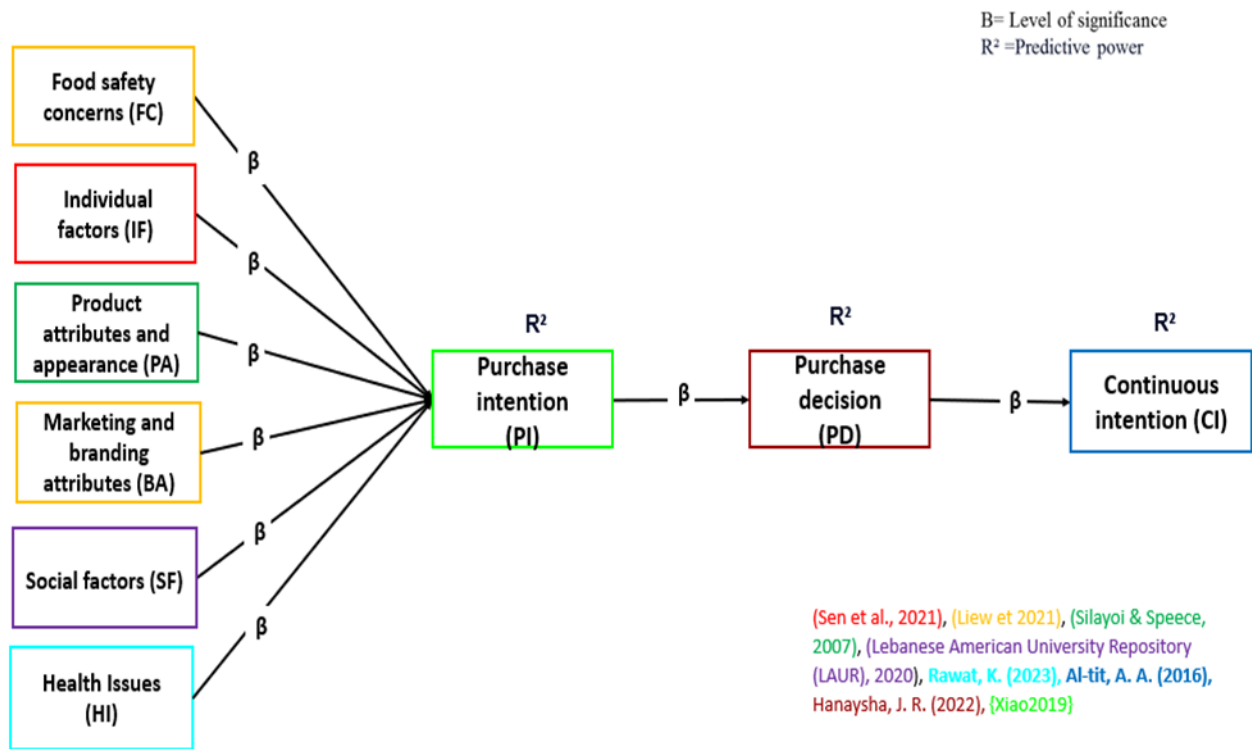 B= Level of significance
R² =Predictive power
Food safety
concerns (FC)
β
Individual
factors (IF)
β
Product
attributes and
appearance (PA)
β
Marketing and
branding
attributes (BA)
β
Social factors (SF)
β
Health Issues
(HI)
β
R²
Purchase
intention
(PI)
β
R²
Purchase
decision
(PD)
β
R²
Continuous
intention (CI)
(Sen et al., 2021), (Liew et 2021), (Silayoi & Speece,
2007), (Lebanese American University Repository
(LAUR), 2020), Rawat, K. (2023), Al-tit, A. A. (2016),
Hanaysha, J. R. (2022), {Xiao2019}